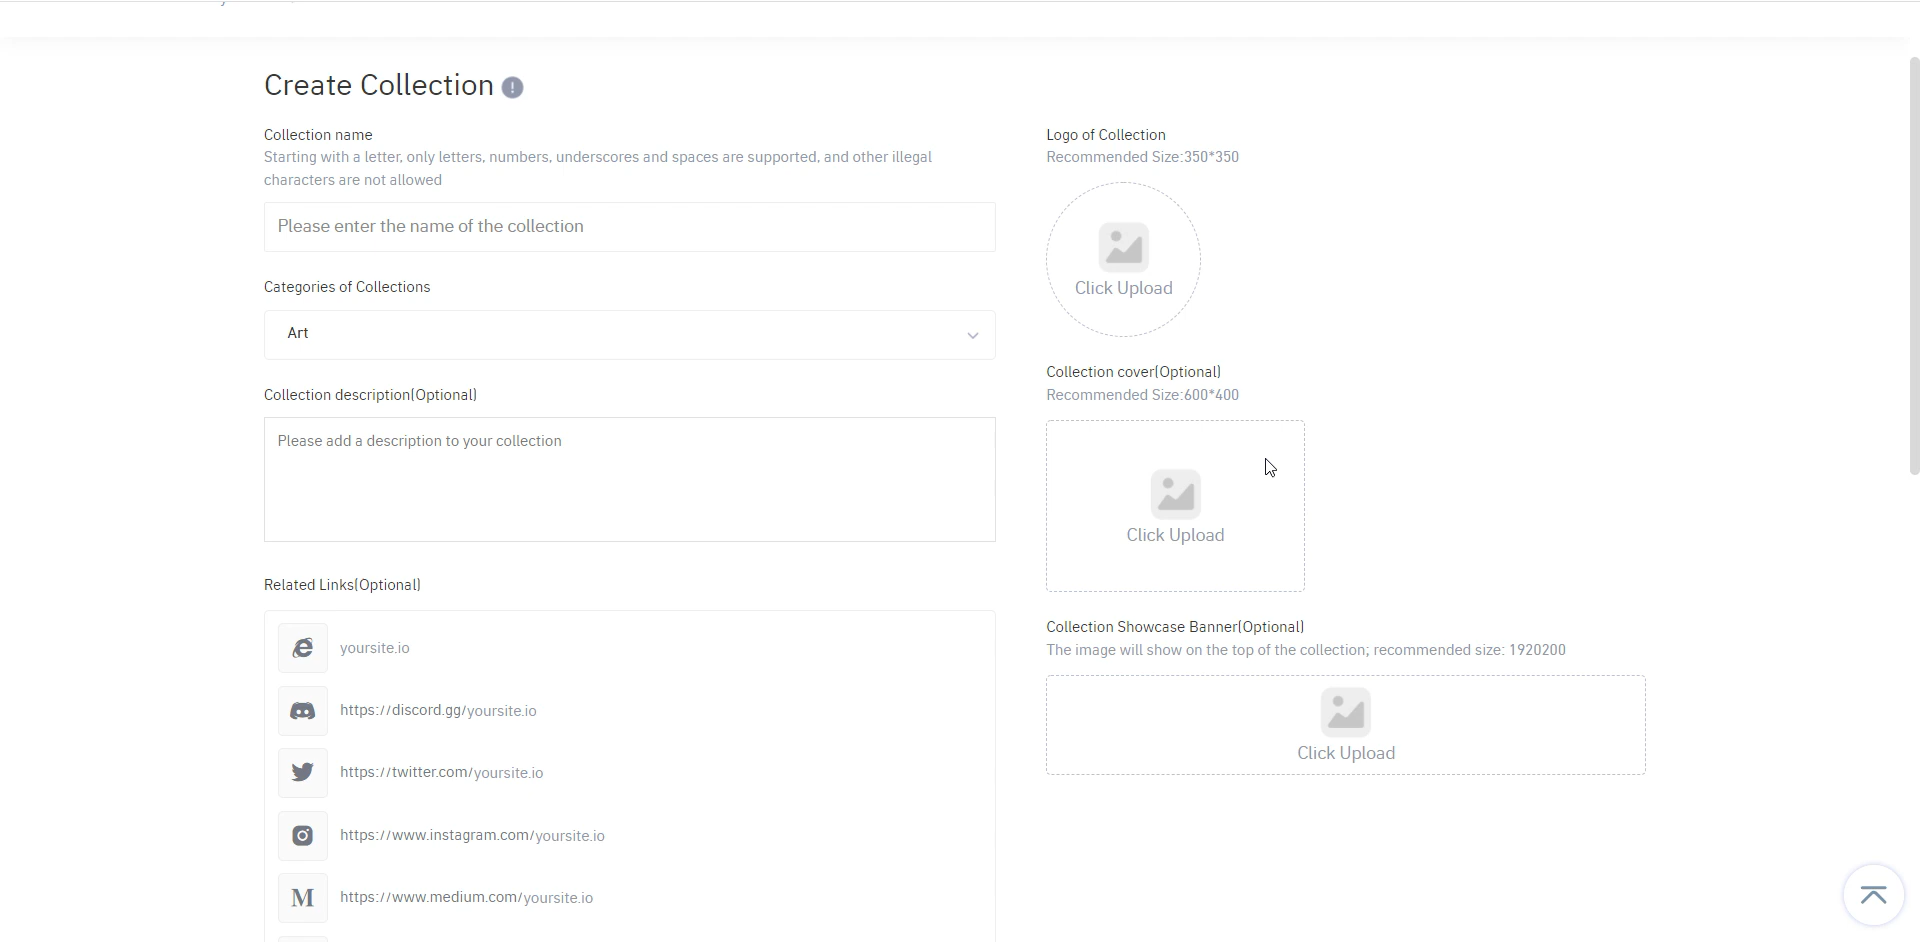 Create Collection
Collection name
Starting with a letter, only letters, numbers, underscores and spaces are supported, and other illegal
characters are not allowed
Please enter the name of the collection
Categories of Collections
Art
Collection description(Optional)
Please add a description to your collection
Related Links(Optional)
yoursite.io
https://discord.gg/yoursite.io
https://twitter.com/yoursite.io
https://www.instagram.com/yoursite.io
M
https://www.medium.com/yoursite.io
Logo of Collection
Recommended Size:350*350
Click Upload
Collection cover(Optional)
Recommended Size:600*400
Click Upload
Collection Showcase Banner(Optional)
The image will show on the top of the collection; recommended size: 1920200
Click Upload